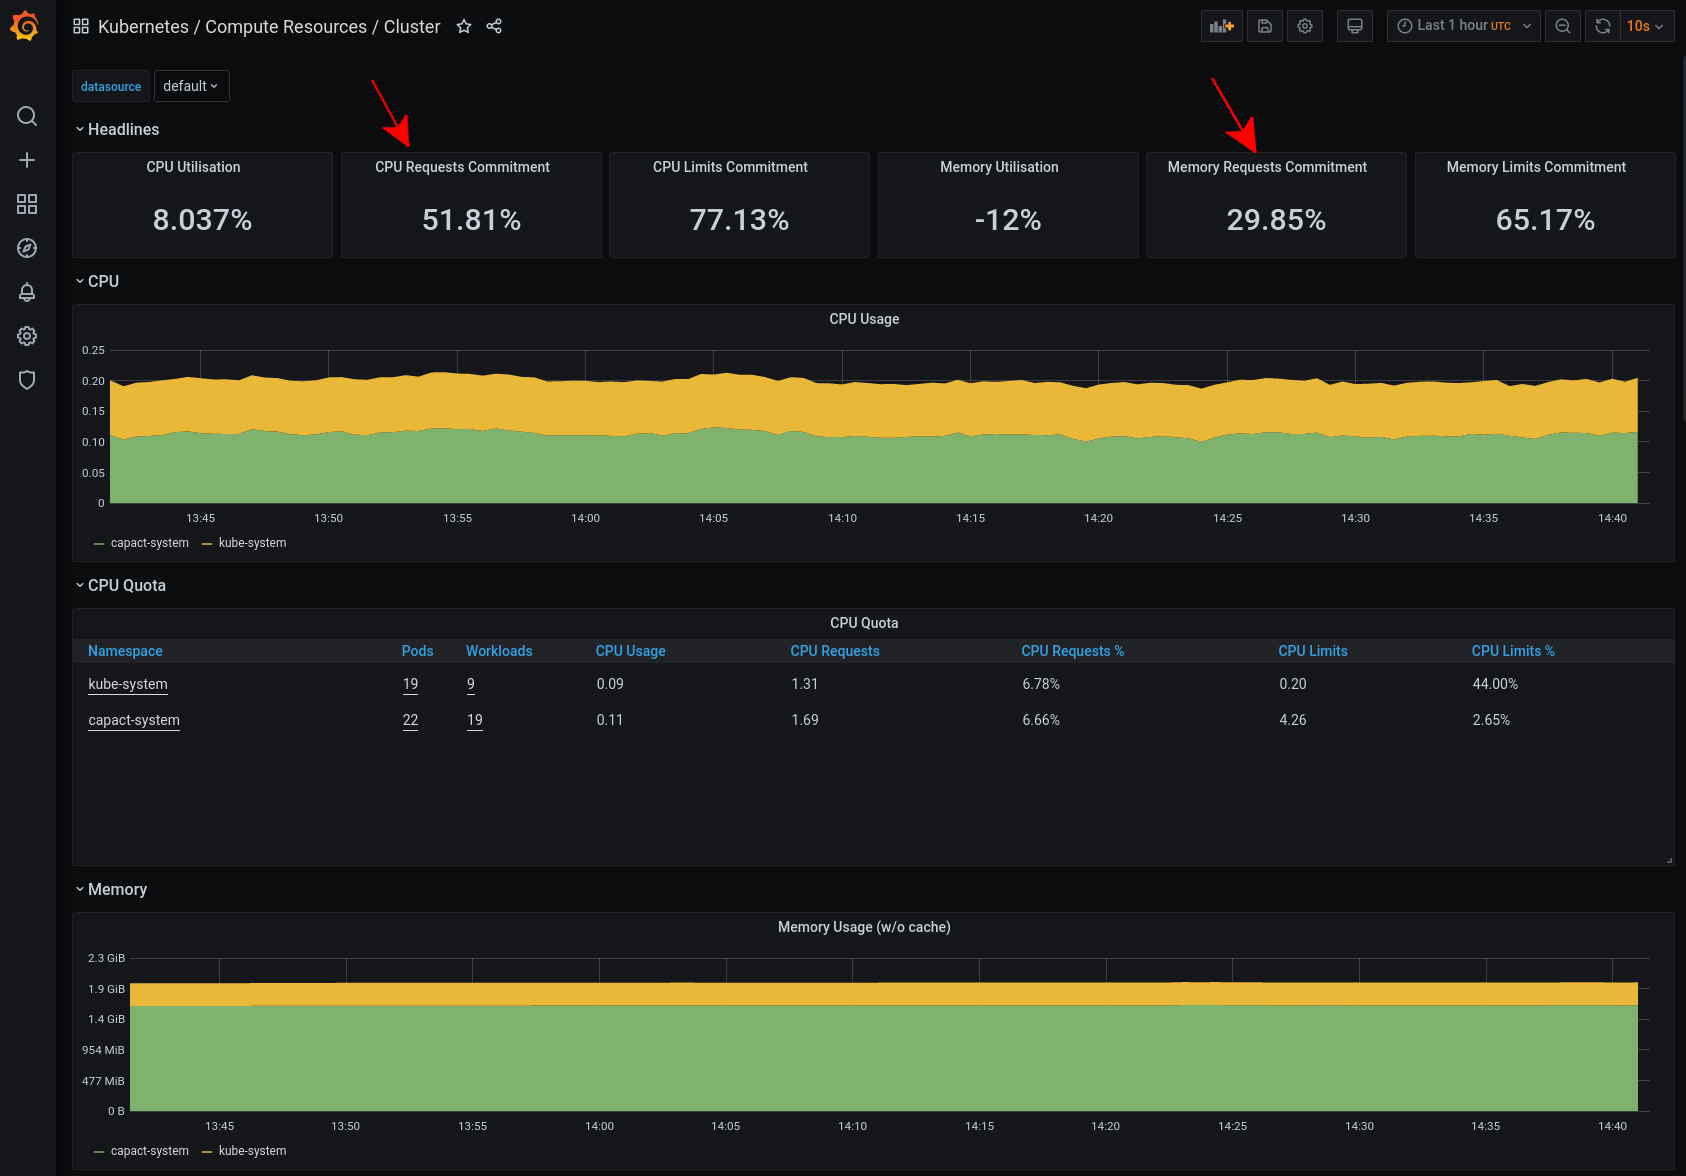 Kubernetes / Compute Resources / Cluster
Last 1 hour UTC
10s
datasource default
Headlines
CPU Utilisation CPU Requests Commitment CPU Limits Commitment Memory Utilisation Memory Requests Commitment Memory Limits Commitment
8.037% 51.81% 77.13% -12% 29.85% 65.17%
CPU
CPU Usage
0.25
0.20
0.15
0.10
0.05
0
13:45 13:50 13:55 14:00 14:05 14:10 14:15 14:20 14:25 14:30 14:35 14:40
capact-system kube-system
CPU Quota
CPU Quota
Namespace Pods Workloads CPU Usage CPU Requests CPU Requests % CPU Limits CPU Limits %
kube-system 19 9 0.09 1.31 6.78% 0.20 44.00%
capact-system 22 19 0.11 1.69 6.66% 4.26 2.65%
Memory
Memory Usage (w/o cache)
2.3 GiB
1.9 GiB
1.4 GiB
954 MiB
477 MiB
0 B
13:45 13:50 13:55 14:00 14:05 14:10 14:15 14:20 14:25 14:30 14:35 14:40
capact-system kube-system